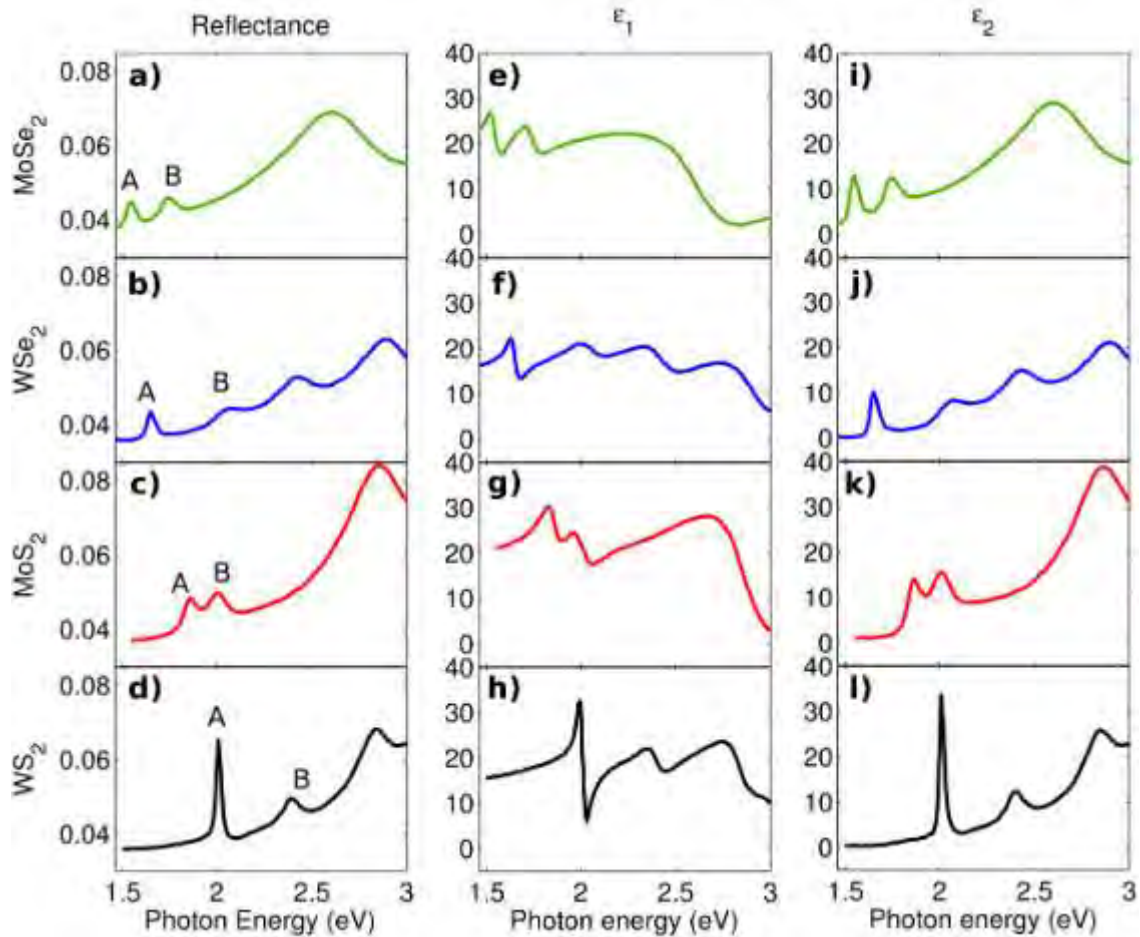 Reflectance ε1 ε2
MoSe2
0.08 0.06 0.04
a) A B
40 30 20 10 0
e)
40 30 20 10 0
i)
WSe2
0.08 0.06 0.04
b) A B
40 30 20 10 0
f)
40 30 20 10 0
j)
MoS2
0.08 0.06 0.04
c) A B
40 30 20 10 0
g)
40 30 20 10 0
k)
WS2
0.08 0.06 0.04
d) A B
40 30 20 10 0
h)
40 30 20 10 0
l)
1.5 2 2.5 3 1.5 2 2.5 3 2 2.5 3
Photon Energy (eV) Photon energy (eV) Photon energy (eV)